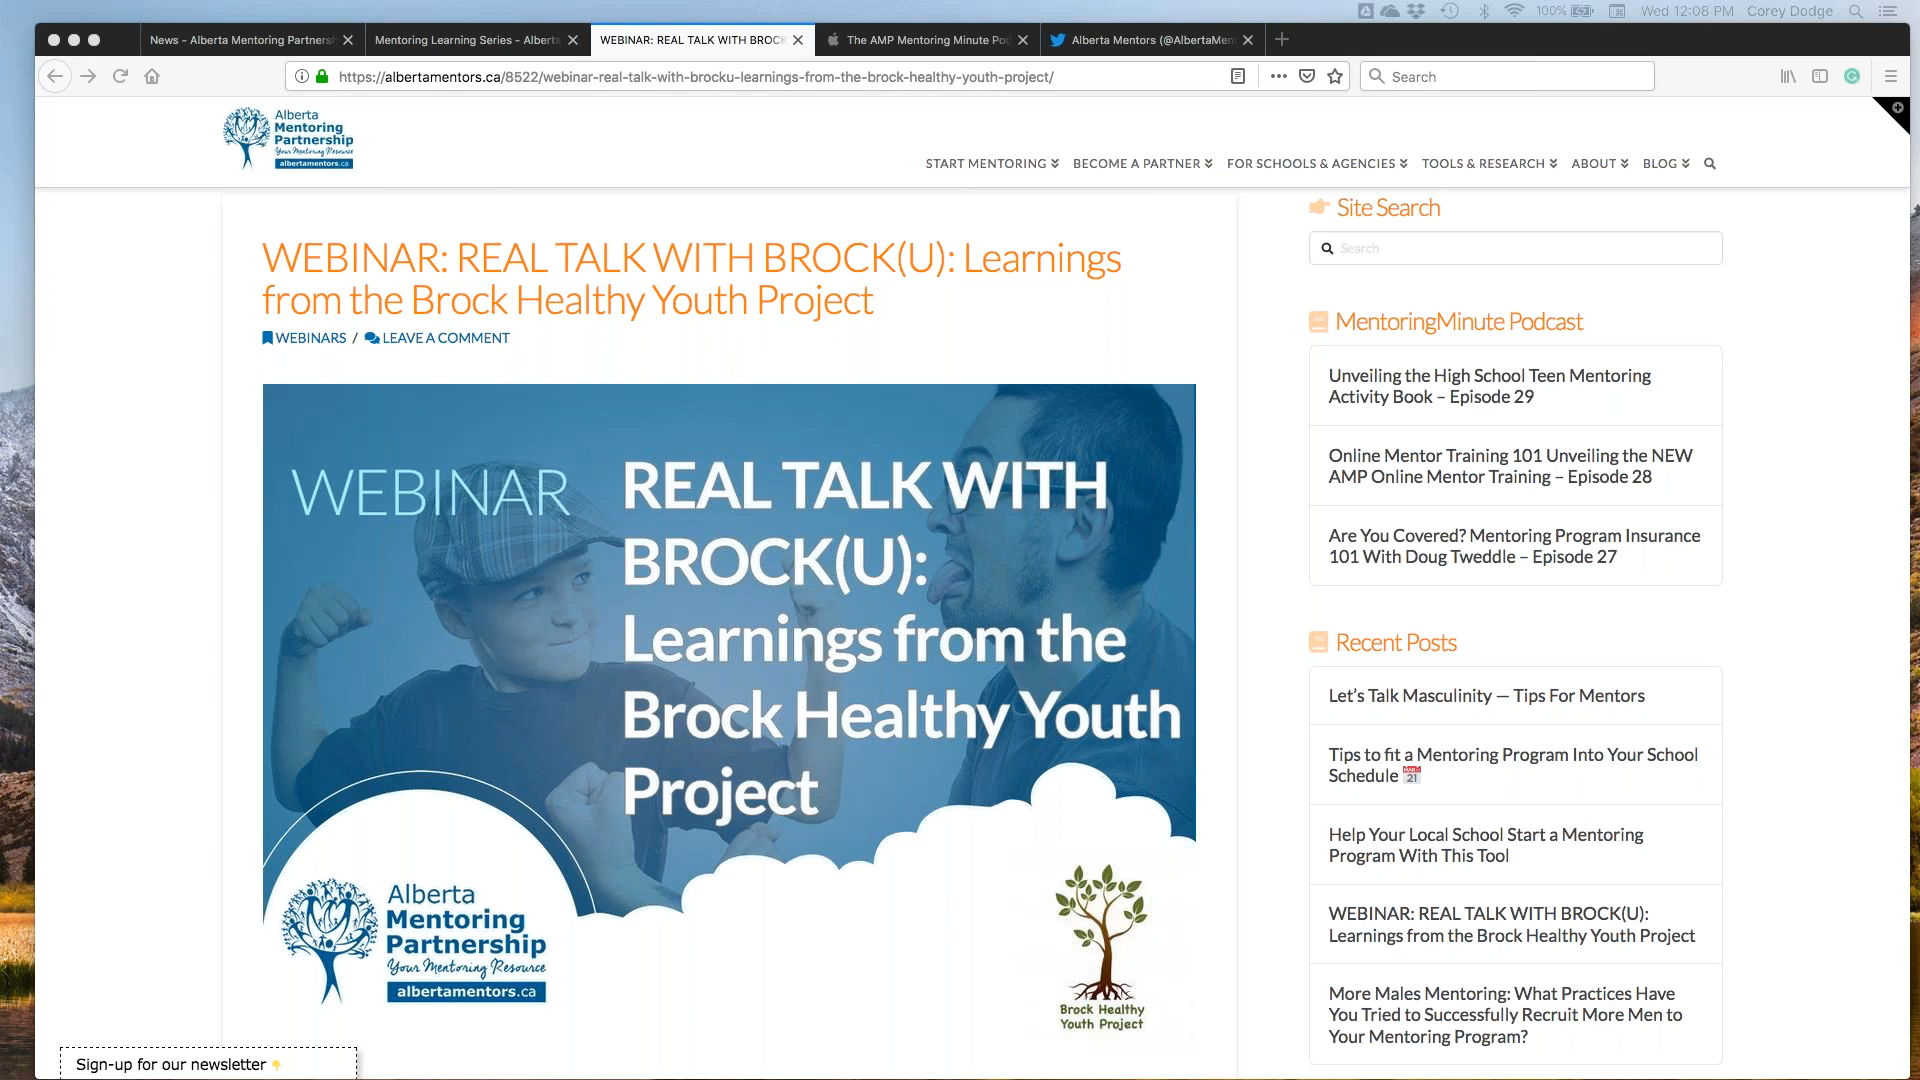 100%
Wed 12:08 PM Corey Dodge
News – Alberta Mentoring Partners
Mentoring Learning Series – Alberta
WEBINAR: REAL TALK WITH BROCK
The AMP Mentoring Minute Po
Alberta Mentors (@AlbertaMen
https://albertamentors.ca/8522/webinar-real-talk-with-brocku-learnings-from-the-brock-healthy-youth-project/
Search
Alberta
Mentoring
Partnership
Your Mentoring Resource
albertamentors.ca
START MENTORING BECOME A PARTNER FOR SCHOOLS & AGENCIES TOOLS & RESEARCH ABOUT BLOG
WEBINAR: REAL TALK WITH BROCK(U): Learnings
from the Brock Healthy Youth Project
WEBINARS / LEAVE A COMMENT
WEBINAR
REAL TALK WITH
BROCK(U):
Learnings from the
Brock Healthy Youth
Project
Alberta
Mentoring
Partnership
Your Mentoring Resource
albertamentors.ca
Brock Healthy
Youth Project
Sign-up for our newsletter
Site Search
Search
MentoringMinute Podcast
Unveiling the High School Teen Mentoring
Activity Book – Episode 29
Online Mentor Training 101 Unveiling the NEW
AMP Online Mentor Training – Episode 28
Are You Covered? Mentoring Program Insurance
101 With Doug Tweddle – Episode 27
Recent Posts
Let's Talk Masculinity — Tips For Mentors
Tips to fit a Mentoring Program Into Your School
Schedule 📅
Help Your Local School Start a Mentoring
Program With This Tool
WEBINAR: REAL TALK WITH BROCK(U):
Learnings from the Brock Healthy Youth Project
More Males Mentoring: What Practices Have
You Tried to Successfully Recruit More Men to
Your Mentoring Program?